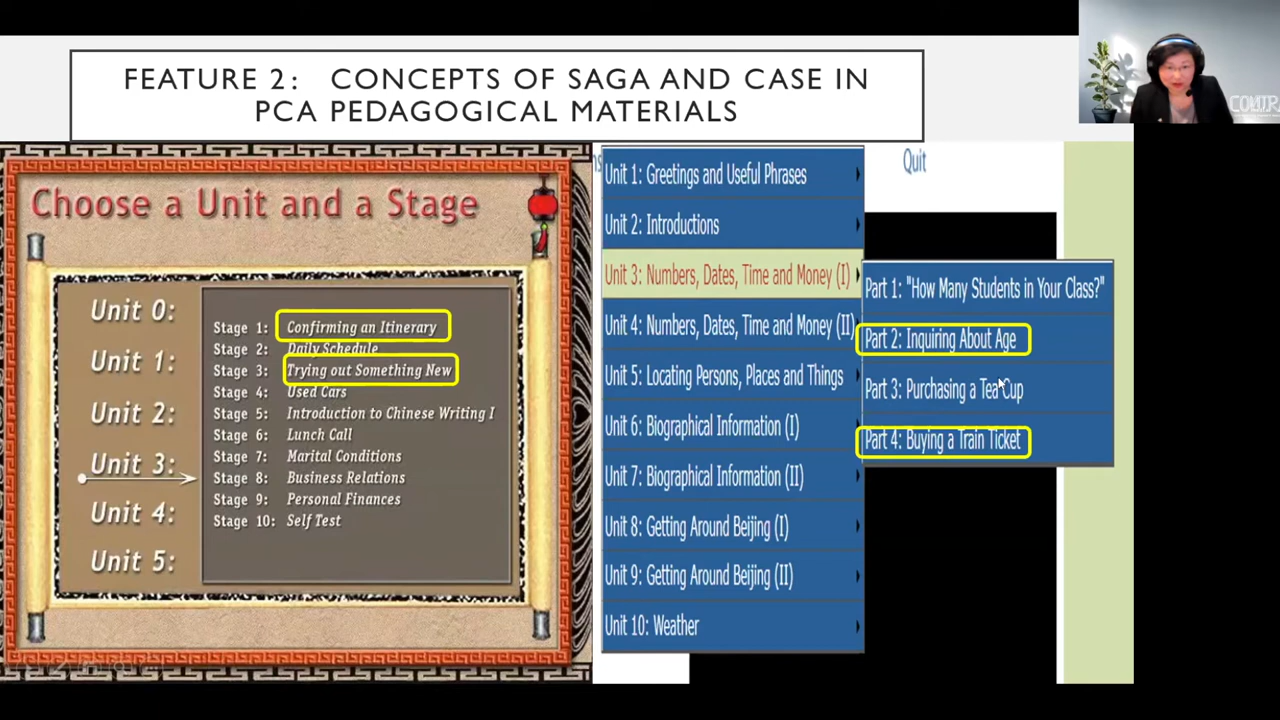 FEATURE 2: CONCEPTS OF SAGA AND CASE IN
PCA PEDAGOGICAL MATERIALS
Choose a Unit and a Stage
Unit 0:
Unit 1:
Unit 2:
Unit 3:
Unit 4:
Unit 5:
Stage 1: Confirming an Itinerary
Stage 2: Daily Schedule
Stage 3: Trying out Something New
Stage 4: Used Cars
Stage 5: Introduction to Chinese Writing I
Stage 6: Lunch Call
Stage 7: Marital Conditions
Stage 8: Business Relations
Stage 9: Personal Finances
Stage 10: Self Test
Quit
Unit 1: Greetings and Useful Phrases
Unit 2: Introductions
Unit 3: Numbers, Dates, Time and Money (I)
Unit 4: Numbers, Dates, Time and Money (II)
Unit 5: Locating Persons, Places and Things
Unit 6: Biographical Information (I)
Unit 7: Biographical Information (II)
Unit 8: Getting Around Beijing (I)
Unit 9: Getting Around Beijing (II)
Unit 10: Weather
Part 1: "How Many Students in Your Class?"
Part 2: Inquiring About Age
Part 3: Purchasing a Tea Cup
Part 4: Buying a Train Ticket